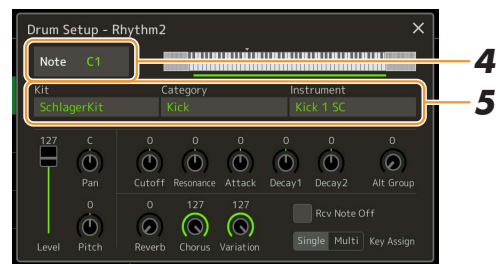 Drum Setup - Rhythm2 ×
Note C1
4
Kit Category Instrument
SchlagerKit Kick Kick 1 SC
5
127 C 0 0 0 0 0 0
Pan Cutoff Resonance Attack Decay1 Decay2 Alt Group
0 0 127 127
Rcv Note Off
Level Pitch Reverb Chorus Variation Single Multi Key Assign